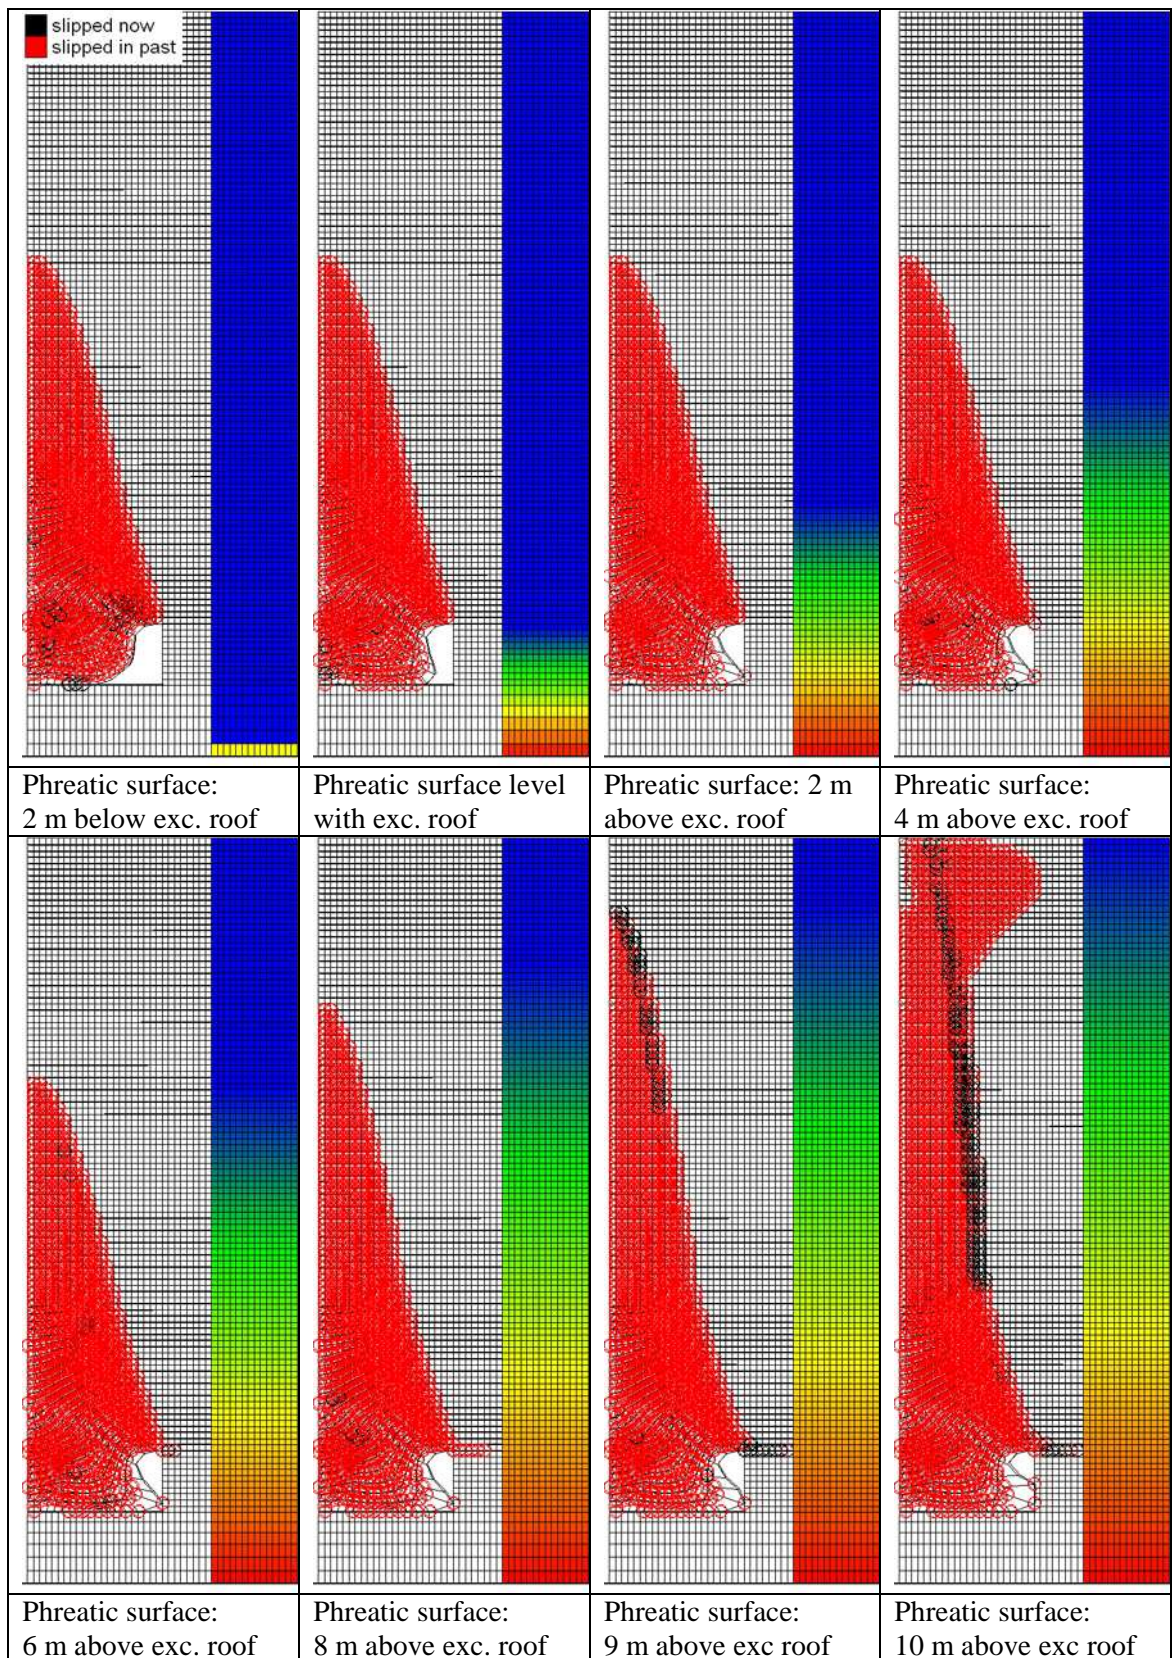 slipped now
slipped in past
Phreatic surface:
2 m below exc. roof
Phreatic surface level
with exc. roof
Phreatic surface: 2 m
above exc. roof
Phreatic surface:
4 m above exc. roof
Phreatic surface:
6 m above exc. roof
Phreatic surface:
8 m above exc. roof
Phreatic surface:
9 m above exc roof
Phreatic surface:
10 m above exc roof